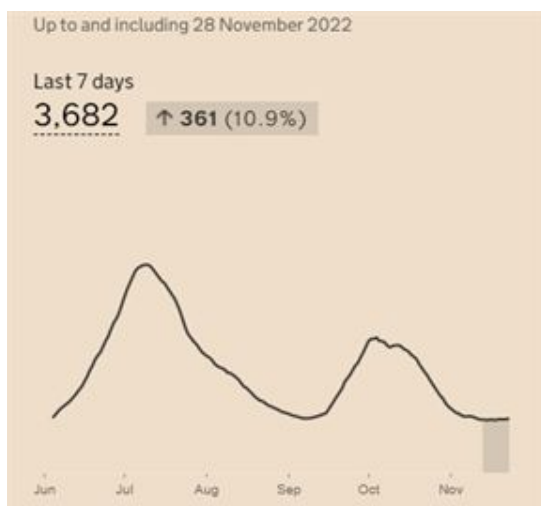 Up to and including 28 November 2022
Last 7 days
3,682 ↑ 361 (10.9%)
Jun Jul Aug Sep Oct Nov